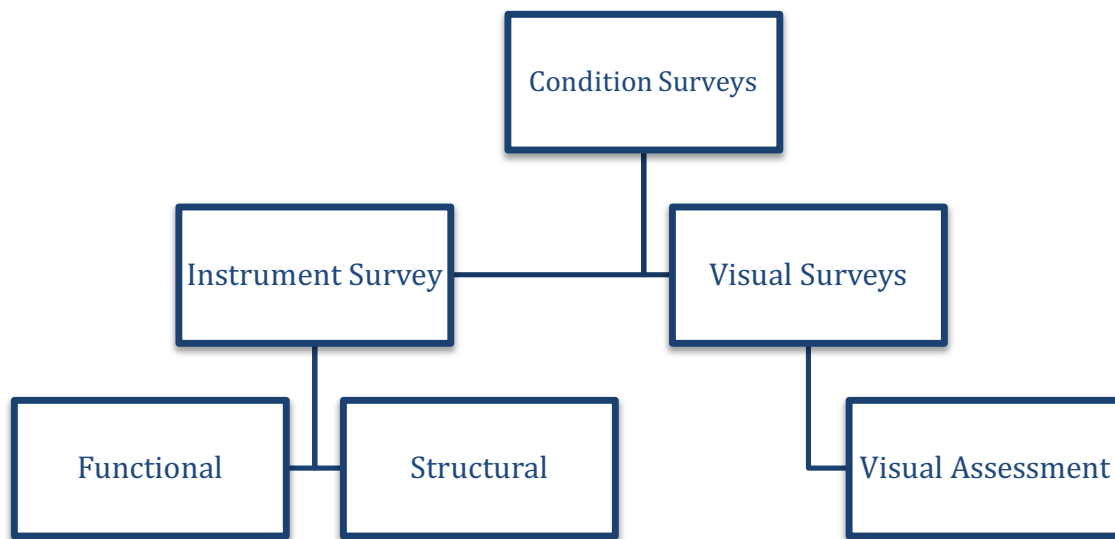 Condition Surveys
Instrument Survey
Visual Surveys
Functional
Structural
Visual Assessment